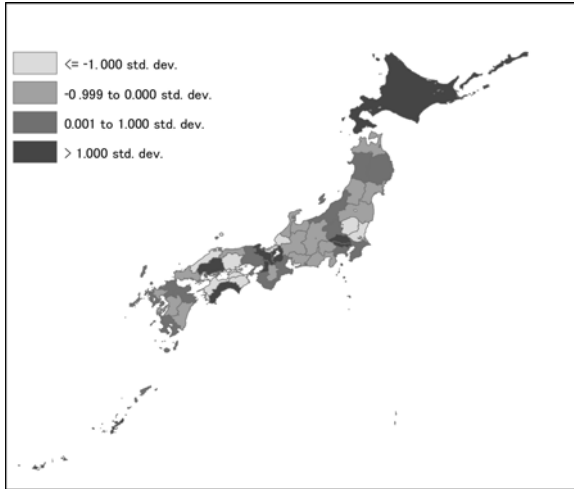 <= -1.000 std. dev.
-0.999 to 0.000 std. dev.
0.001 to 1.000 std. dev.
> 1.000 std. dev.